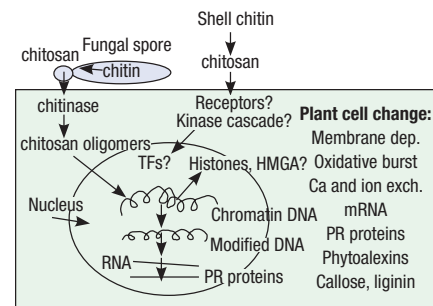 Shell chitin
Fungal spore
chitosan
chitin
chitosan
chitinase
Receptors?
Kinase cascade?
Plant cell change:
chitosan oligomers
Membrane dep.
TFs?
Histones, HMGA?
Oxidative burst
Ca and ion exch.
Nucleus
Chromatin DNA
mRNA
Modified DNA
PR proteins
RNA
PR proteins
Phytoalexins
Callose, liginin